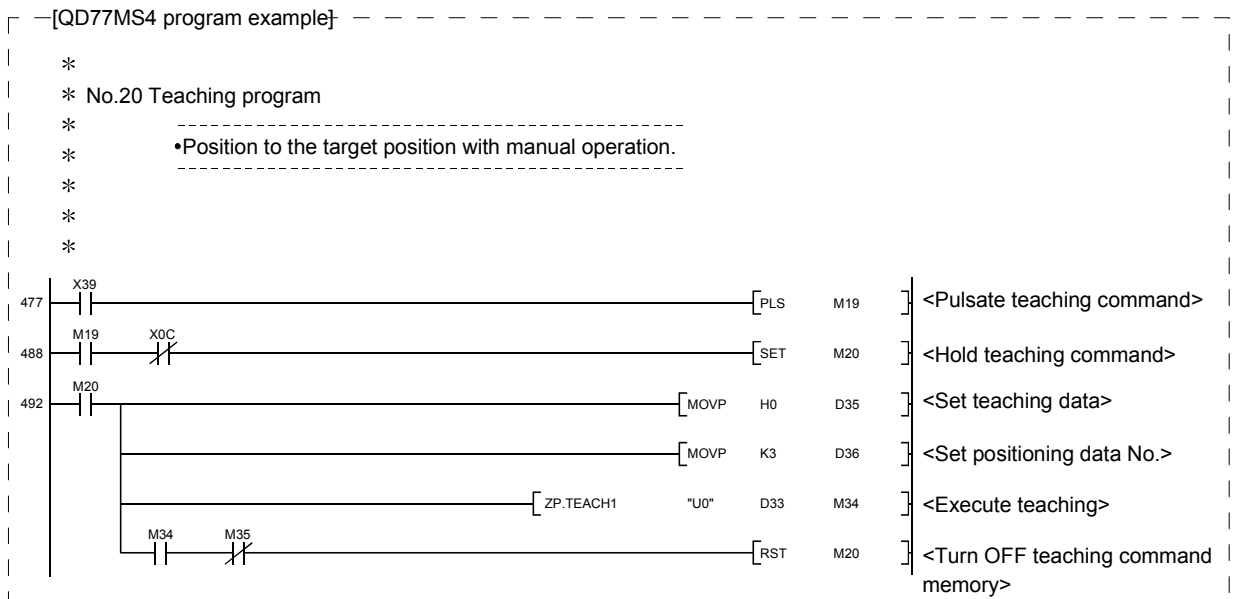 [QD77MS4 program example]
*
* No.20 Teaching program
*
* •Position to the target position with manual operation.
*
*
*
X39
477 PLS M19 <Pulsate teaching command>
M19 X0C
488 SET M20 <Hold teaching command>
M20
492 MOVP H0 D35 <Set teaching data>
MOVP K3 D36 <Set positioning data No.>
ZP.TEACH1 "U0" D33 M34 <Execute teaching>
M34 M35
RST M20 <Turn OFF teaching command
memory>